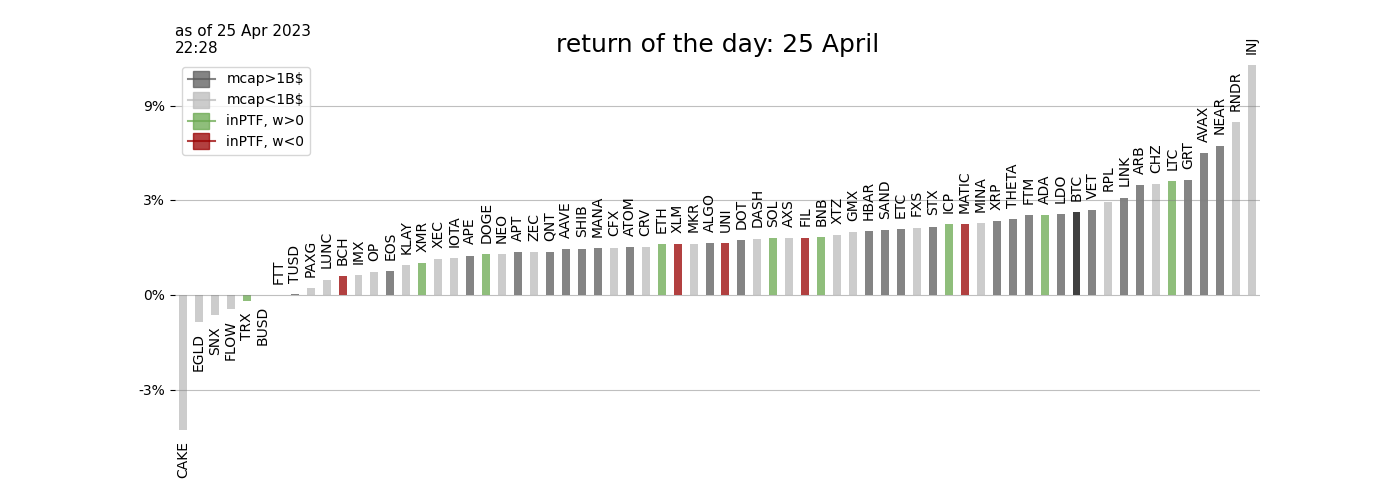 as of 25 Apr 2023
22:28
return of the day: 25 April
mcap>1B$
mcap<1B$
inPTF, w>0
inPTF, w<0
9%
3%
0%
-3%
CAKE
EGLD
SNX
FLOW
TRX
BUSD
FTT
TUSD
PAXG
LUNC
BCH
IMX
OP
EOS
KLAY
XMR
XEC
IOTA
APE
DOGE
NEO
APT
ZEC
QNT
AAVE
SHIB
MANA
CFX
ATOM
CRV
ETH
XLM
MKR
ALGO
UNI
DOT
DASH
SOL
AXS
FIL
BNB
XTZ
GMX
HBAR
SAND
ETC
FXS
STX
ICP
MATIC
MINA
XRP
THETA
FTM
ADA
LDO
BTC
VET
RPL
LINK
ARB
CHZ
LTC
GRT
AVAX
NEAR
RNDR
INJ